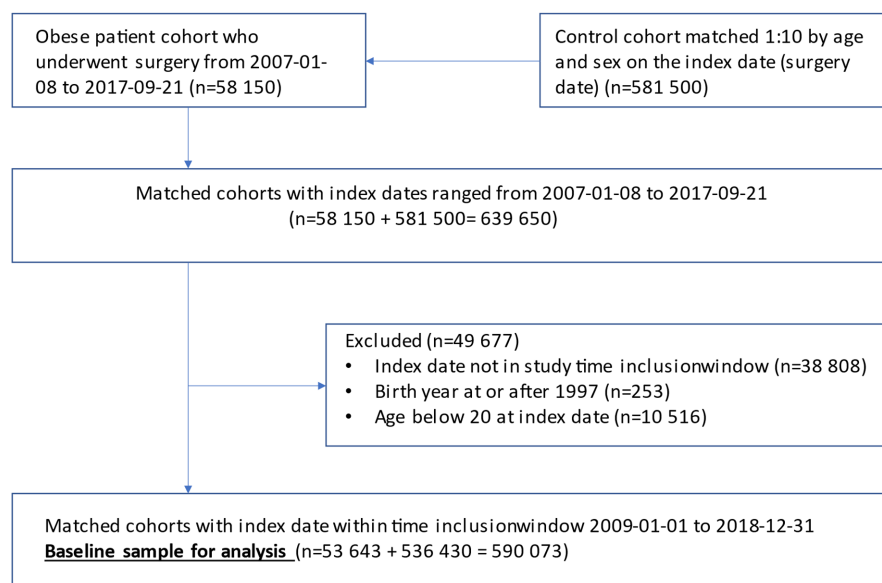 Obese patient cohort who
underwent surgery from 2007-01-
08 to 2017-09-21 (n=58 150)
Control cohort matched 1:10 by age
and sex on the index date (surgery
date) (n=581 500)
Matched cohorts with index dates ranged from 2007-01-08 to 2017-09-21
(n=58 150 + 581 500= 639 650)
Excluded (n=49 677)
• Index date not in study time inclusionwindow (n=38 808)
• Birth year at or after 1997 (n=253)
• Age below 20 at index date (n=10 516)
Matched cohorts with index date within time inclusionwindow 2009-01-01 to 2018-12-31
Baseline sample for analysis (n=53 643 + 536 430 = 590 073)